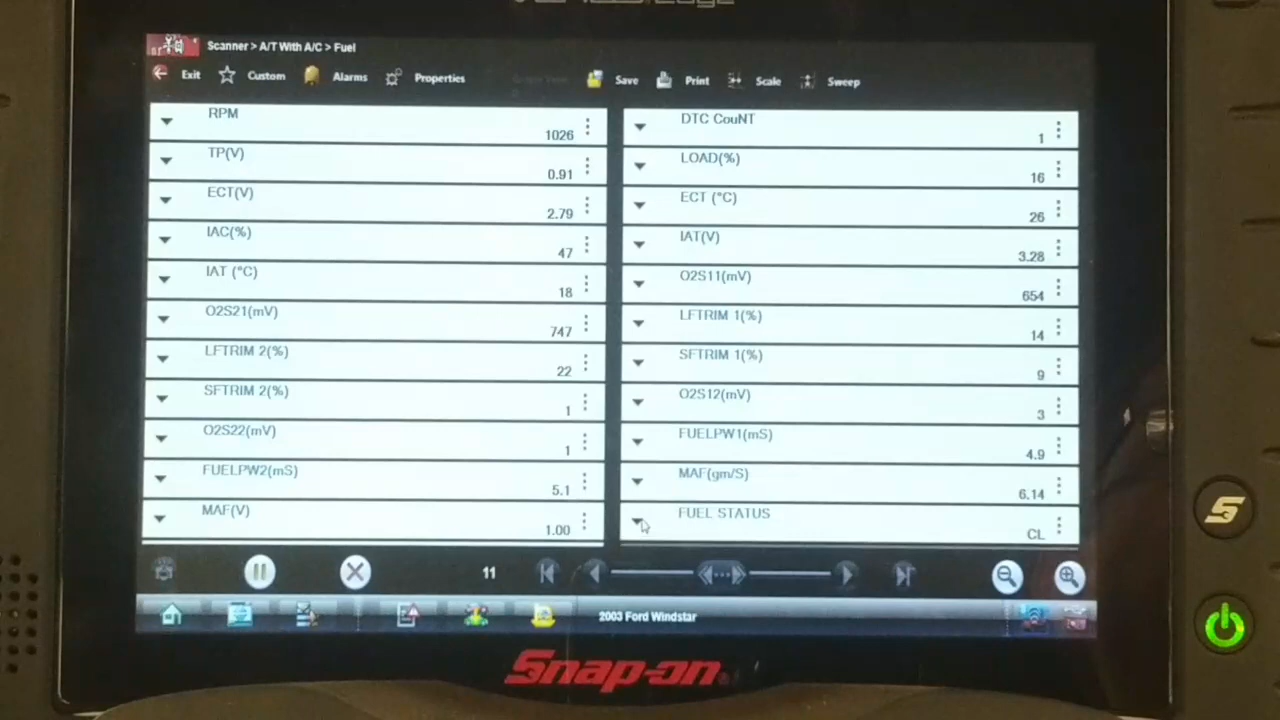 Scanner > A/T With A/C > Fuel
Exit Custom Alarms Properties Save Print Scale Sweep
RPM 1026
DTC CouNT 1
TP(V) 0.91
LOAD(%) 16
ECT(V) 2.79
ECT (°C) 26
IAC(%) 47
IAT(V) 3.28
IAT (°C) 18
O2S11(mV) 654
O2S21(mV) 747
LFTRIM 1(%) 14
LFTRIM 2(%) 22
SFTRIM 1(%) 9
SFTRIM 2(%) 1
O2S12(mV) 3
O2S22(mV) 1
FUELPW1(mS) 4.9
FUELPW2(mS) 5.1
MAF(gm/S) 6.14
MAF(V) 1.00
FUEL STATUS CL
11
2003 Ford Windstar
Snap-on